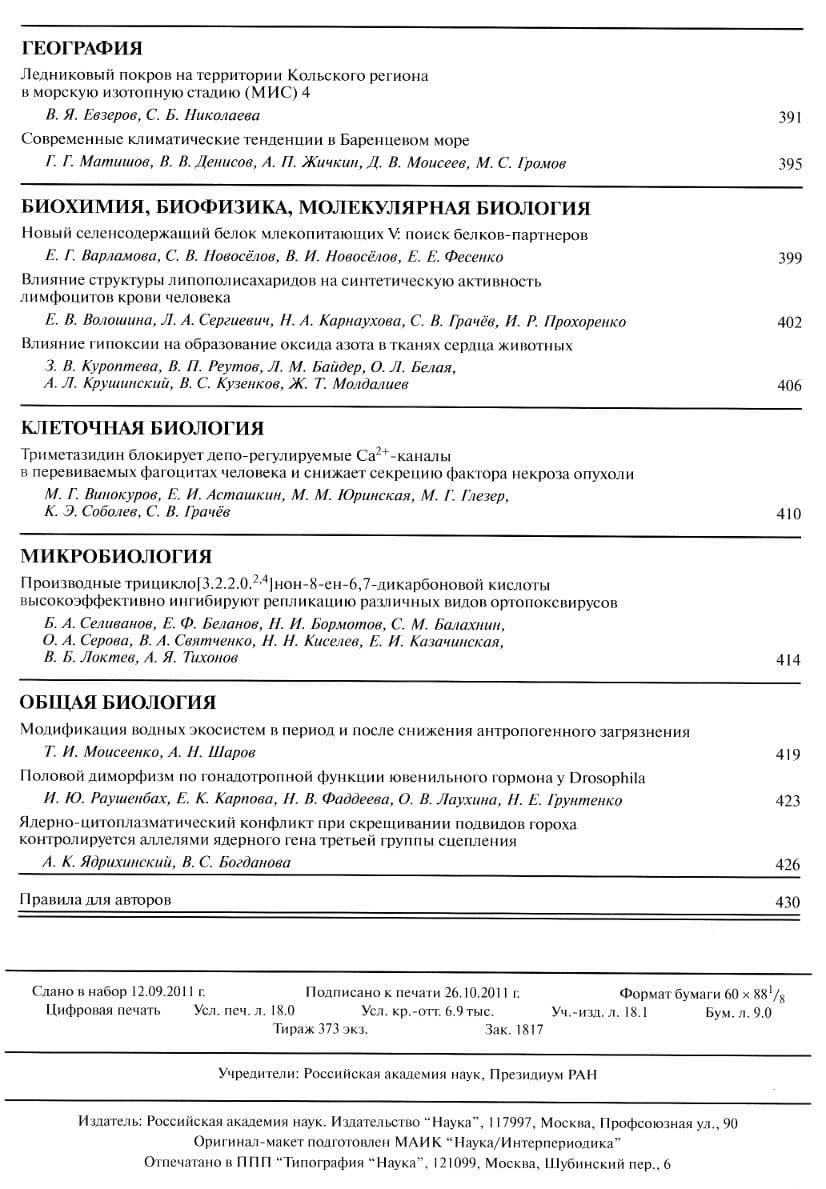 ГЕОГРАФИЯ
Ледниковый покров на территории Кольского региона
в морскую изотопную стадию (МИС) 4
В. Я. Евзеров, С. Б. Николаева 391
Современные климатические тенденции в Баренцевом море
Г. Г. Матишов, В. В. Денисов, А. П. Жичкин, Д. В. Моисеев, М. С. Громов 395
БИОХИМИЯ, БИОФИЗИКА, МОЛЕКУЛЯРНАЯ БИОЛОГИЯ
Новый селенсодержащий белок млекопитающих V: поиск белков-партнеров
Е. Г. Варламова, С. В. Новосёлов, В. И. Новосёлов, Е. Е. Фесенко 399
Влияние структуры липополисахаридов на синтетическую активность
лимфоцитов крови человека
Е. В. Волошина, Л. А. Сергиевич, Н. А. Карнаухова, С. В. Грачёв, И. Р. Прохоренко 402
Влияние гипоксии на образование оксида азота в тканях сердца животных
З. В. Куроптева, В. П. Реутов, Л. М. Байдер, О. Л. Белая,
А. Л. Крушинский, В. С. Кузенков, Ж. Т. Молдалиев 406
КЛЕТОЧНАЯ БИОЛОГИЯ
Триметазидин блокирует депо-регулируемые Ca²⁺-каналы
в перевиваемых фагоцитах человека и снижает секрецию фактора некроза опухоли
М. Г. Винокуров, Е. И. Асташкин, М. М. Юринская, М. Г. Глезер,
К. Э. Соболев, С. В. Грачёв 410
МИКРОБИОЛОГИЯ
Производные трицикло[3.2.2.0.²,⁴]нон-8-ен-6,7-дикарбоновой кислоты
высокоэффективно ингибируют репликацию различных видов ортопоксвирусов
Б. А. Селиванов, Е. Ф. Беланов, Н. И. Бормотов, С. М. Балахнин,
О. А. Серова, В. А. Святченко, Н. Н. Киселев, Е. И. Казачинская,
В. Б. Локтев, А. Я. Тихонов 414
ОБЩАЯ БИОЛОГИЯ
Модификация водных экосистем в период и после снижения антропогенного загрязнения
Т. И. Моисеенко, А. Н. Шаров 419
Половой диморфизм по гонадотропной функции ювенильного гормона у Drosophila
И. Ю. Раушенбах, Е. К. Карпова, Н. В. Фаддеева, О. В. Лаухина, Н. Е. Грунтенко 423
Ядерно-цитоплазматический конфликт при скрещивании подвидов гороха
контролируется аллелями ядерного гена третьей группы сцепления
А. К. Ядрихинский, В. С. Богданова 426
Правила для авторов 430
Сдано в набор 12.09.2011 г. Подписано к печати 26.10.2011 г. Формат бумаги 60 × 88¹/₈
Цифровая печать Усл. печ. л. 18.0 Усл. кр.-отт. 6.9 тыс. Уч.-изд. л. 18.1 Бум. л. 9.0
Тираж 373 экз. Зак. 1817
Учредители: Российская академия наук, Президиум РАН
Издатель: Российская академия наук. Издательство “Наука”, 117997, Москва, Профсоюзная ул., 90
Оригинал-макет подготовлен МАИК “Наука/Интерпериодика”
Отпечатано в ППП “Типография “Наука”, 121099, Москва, Шубинский пер., 6